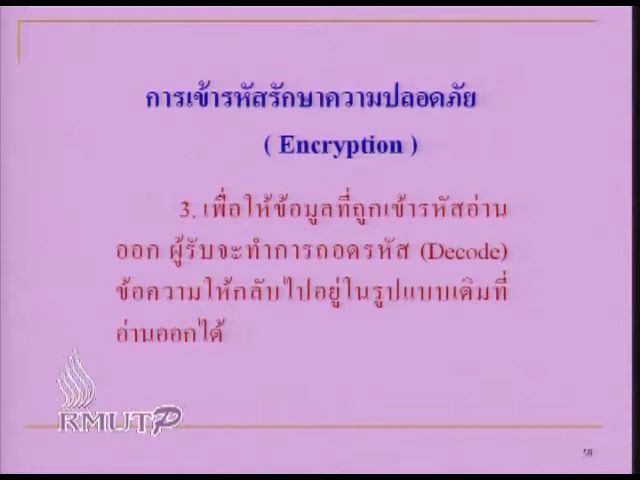 การเข้ารหัสรักษาความปลอดภัย
( Encryption )
3. เพื่อให้ข้อมูลที่ถูกเข้ารหัสอ่าน
ออก ผู้รับจะทำการถอดรหัส (Decode)
ข้อความให้กลับไปอยู่ในรูปแบบเดิมที่
อ่านออกได้
RMUTP
58